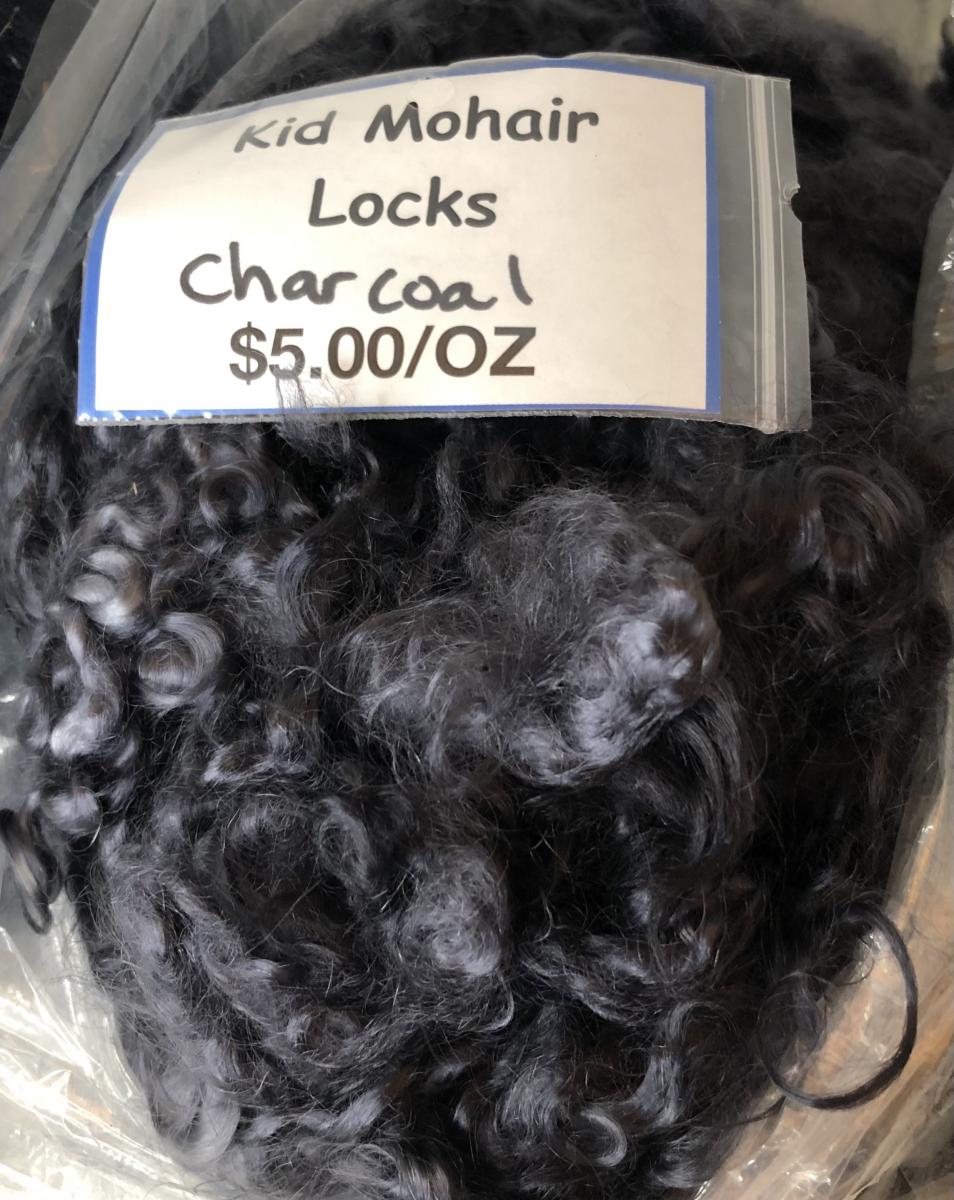 Kid Mohair
Locks
Charcoal
$5.00/OZ